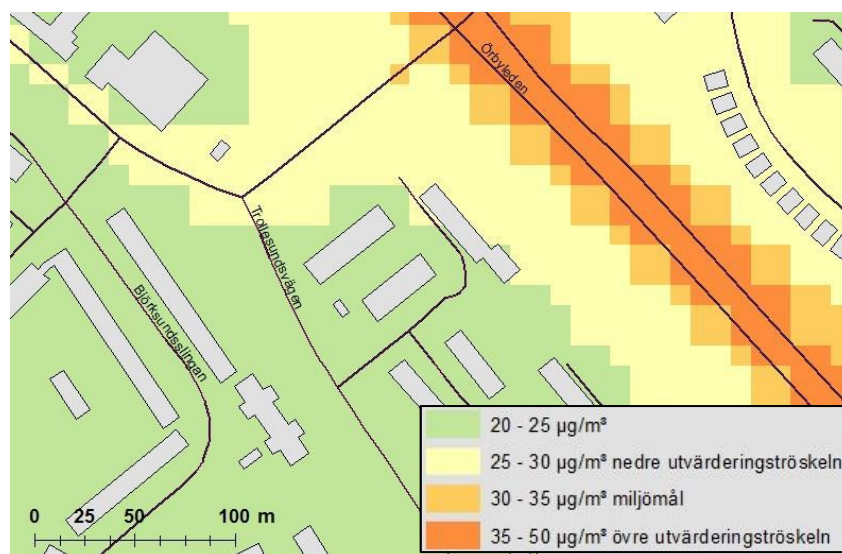 Örbyleden
Trollesundsvägen
Björksundsslingan
20 - 25 µg/m³
25 - 30 µg/m³ nedre utvärderingströskeln
30 - 35 µg/m³ miljömål
35 - 50 µg/m³ övre utvärderingströskeln
0 25 50 100 m